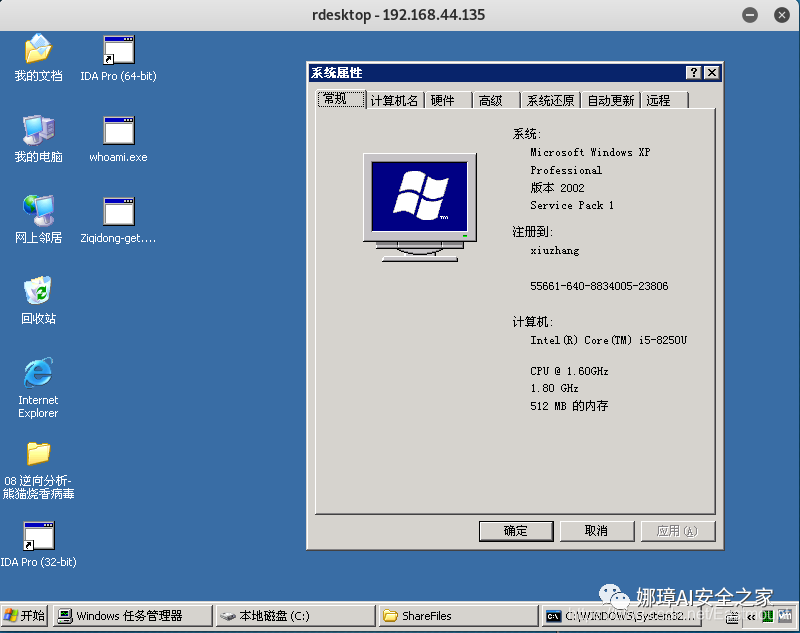 rdesktop - 192.168.44.135
我的文档
IDA Pro (64-bit)
我的电脑
whoami.exe
网上邻居
Ziqidong-get....
回收站
Internet
Explorer
08 逆向分析-
熊猫烧香病毒
IDA Pro (32-bit)
系统属性
常规
计算机名
硬件
高级
系统还原
自动更新
远程
系统:
Microsoft Windows XP
Professional
版本 2002
Service Pack 1
注册到:
xiuzhang
55661-640-8834005-23806
计算机:
Intel(R) Core(TM) i5-8250U
CPU @ 1.60GHz
1.80 GHz
512 MB 的内存
确定
取消
应用(A)
开始
Windows 任务管理器
本地磁盘 (C:)
ShareFiles
C:\WINDOWS\System32...
娜璋AI安全之家